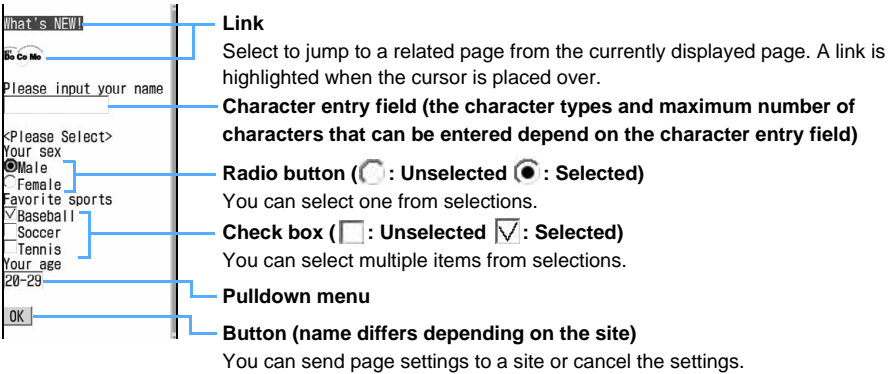 What's NEW!
Do Co Mo
Please input your name
<Please Select>
Your sex
Male
Female
Favorite sports
Baseball
Soccer
Tennis
Your age
20-29
OK
Link
Select to jump to a related page from the currently displayed page. A link is
highlighted when the cursor is placed over.
Character entry field (the character types and maximum number of
characters that can be entered depend on the character entry field)
Radio button ( : Unselected : Selected)
You can select one from selections.
Check box ( : Unselected : Selected)
You can select multiple items from selections.
Pulldown menu
Button (name differs depending on the site)
You can send page settings to a site or cancel the settings.